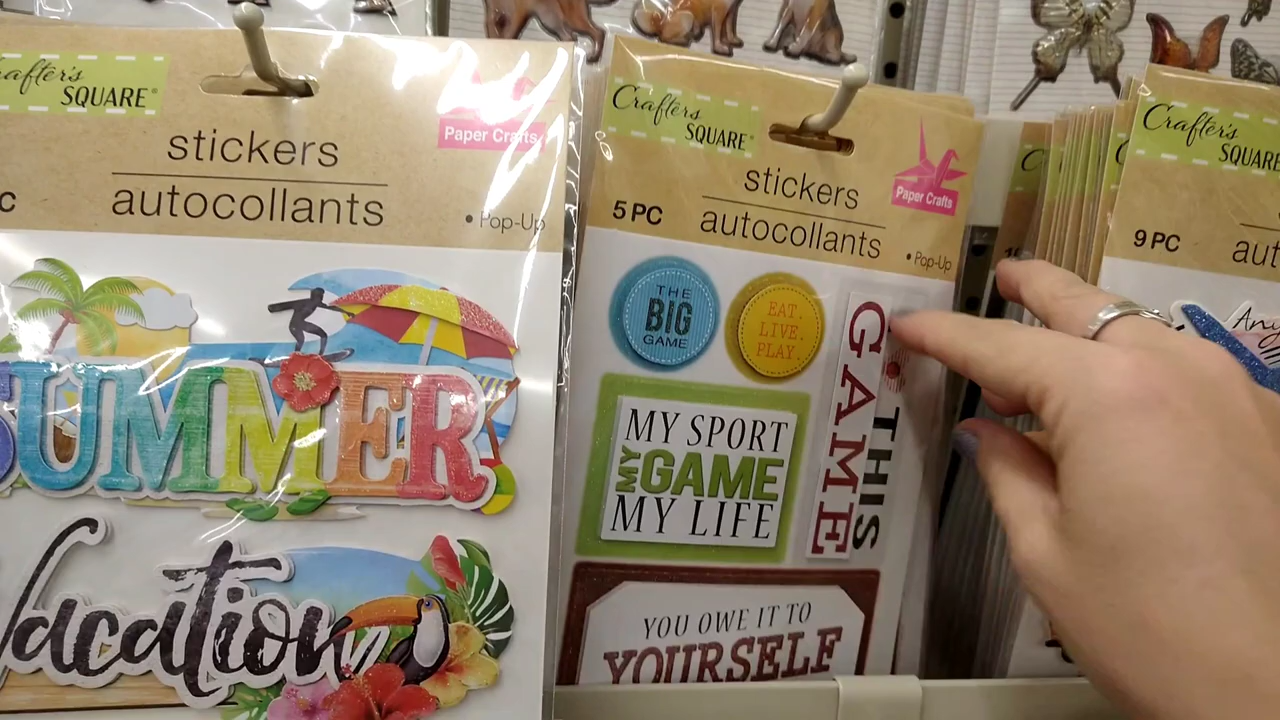 Crafter's
SQUARE
stickers
autocollants
• Pop-Up
Paper Crafts
SUMMER
Vacation
Crafter's
SQUARE
stickers
autocollants
5 PC
• Pop-Up
Paper Crafts
THE
BIG
GAME
EAT.
LIVE.
PLAY.
MY SPORT
MY GAME
MY LIFE
GAME
THIS
YOU OWE IT TO
YOURSELF
Crafter's
SQUARE
9 PC